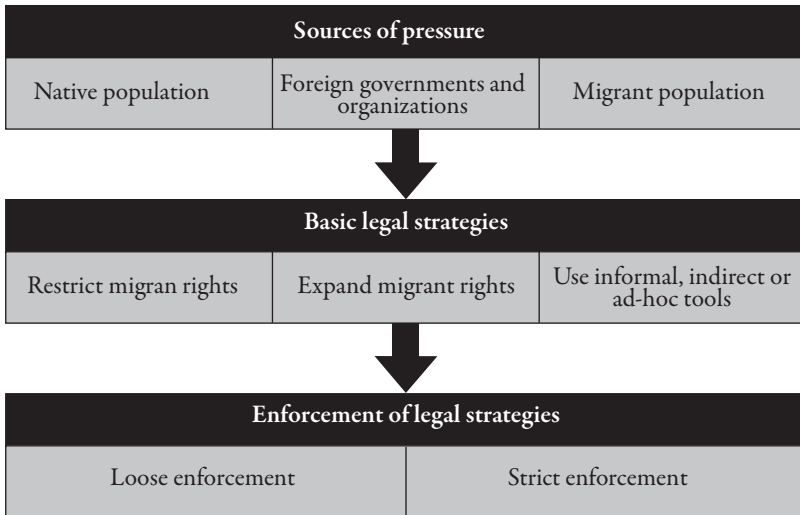 Sources of pressure
Native population
Foreign governments and
organizations
Migrant population
Basic legal strategies
Restrict migran rights
Expand migrant rights
Use informal, indirect or
ad-hoc tools
Enforcement of legal strategies
Loose enforcement
Strict enforcement